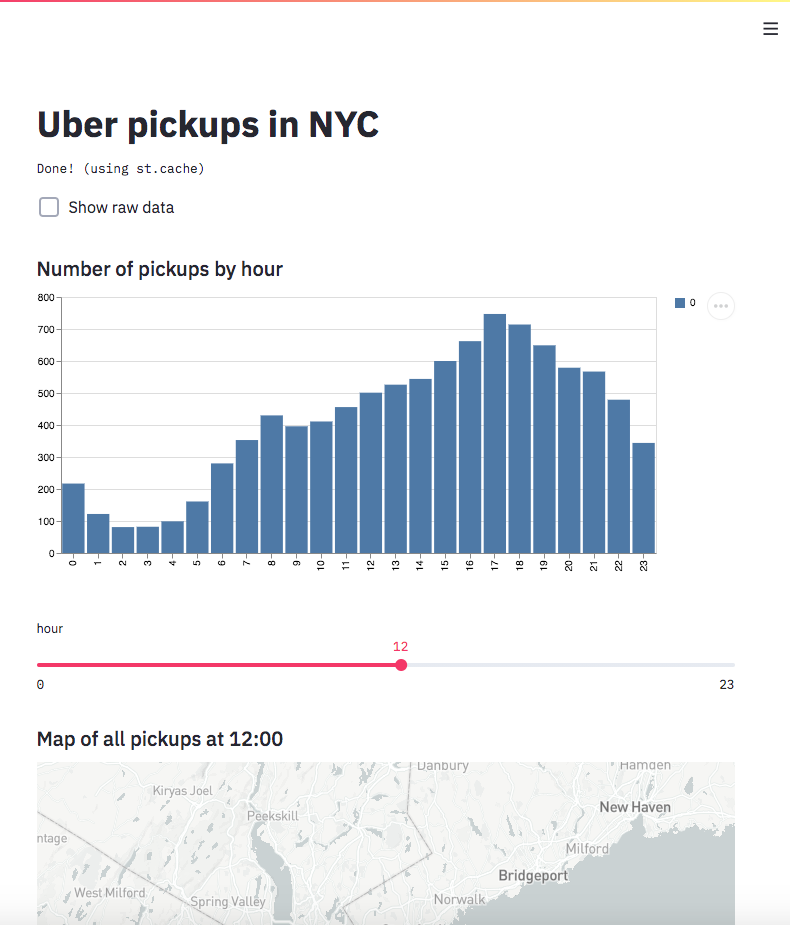 Uber pickups in NYC
Done! (using st.cache)
Show raw data
Number of pickups by hour
800
700
600
500
400
300
200
100
0
0 1 2 3 4 5 6 7 8 9 10 11 12 13 14 15 16 17 18 19 20 21 22 23
0
hour
12
0 23
Map of all pickups at 12:00
Danbury Hamden
Kiryas Joel
New Haven
Peekskill
ntage
Milford
Bridgeport
West Milford
Spring Valley Norwalk